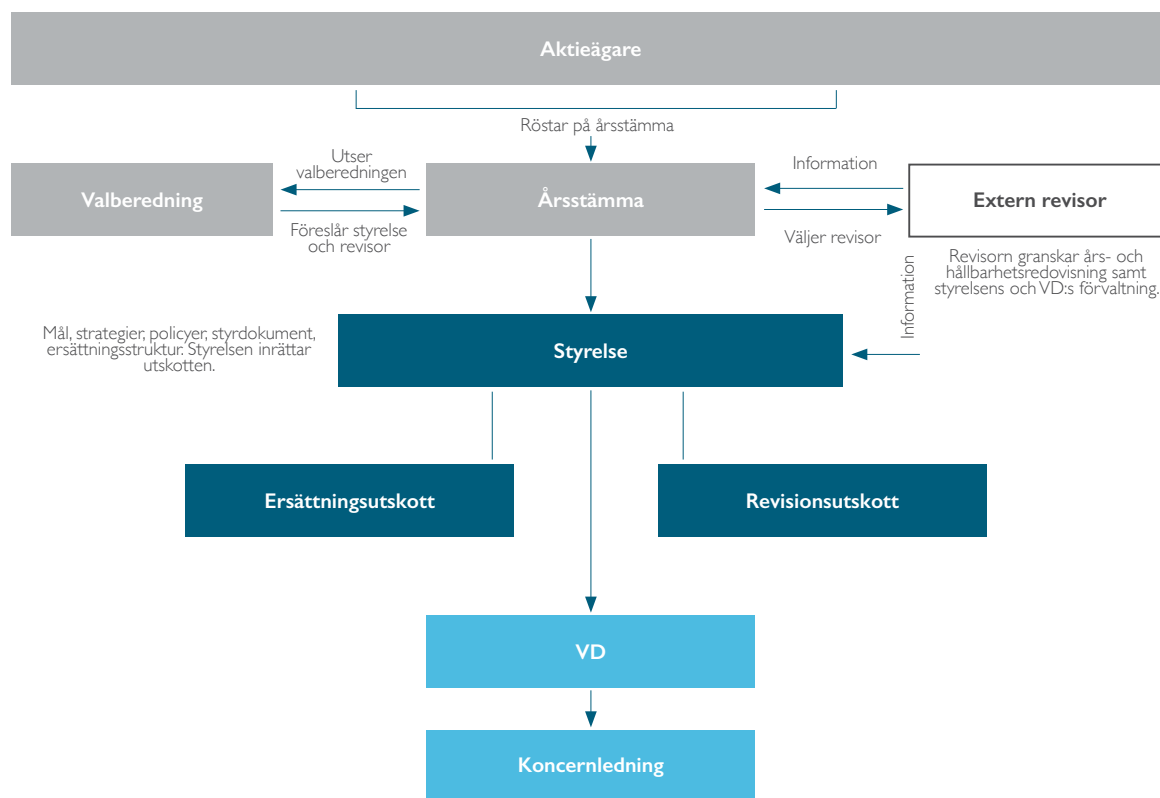 Aktieägare
Röstar på årsstämma
Utser
valberedningen
Information
Valberedning
Årsstämma
Extern revisor
Föreslår styrelse
och revisor
Väljer revisor
Revisorn granskar års- och
hållbarhetsredovisning samt
styrelsens och VD:s förvaltning.
Information
Mål, strategier, policyer, styrdokument,
ersättningsstruktur. Styrelsen inrättar
utskotten.
Styrelse
Ersättningsutskott
Revisionsutskott
VD
Koncernledning